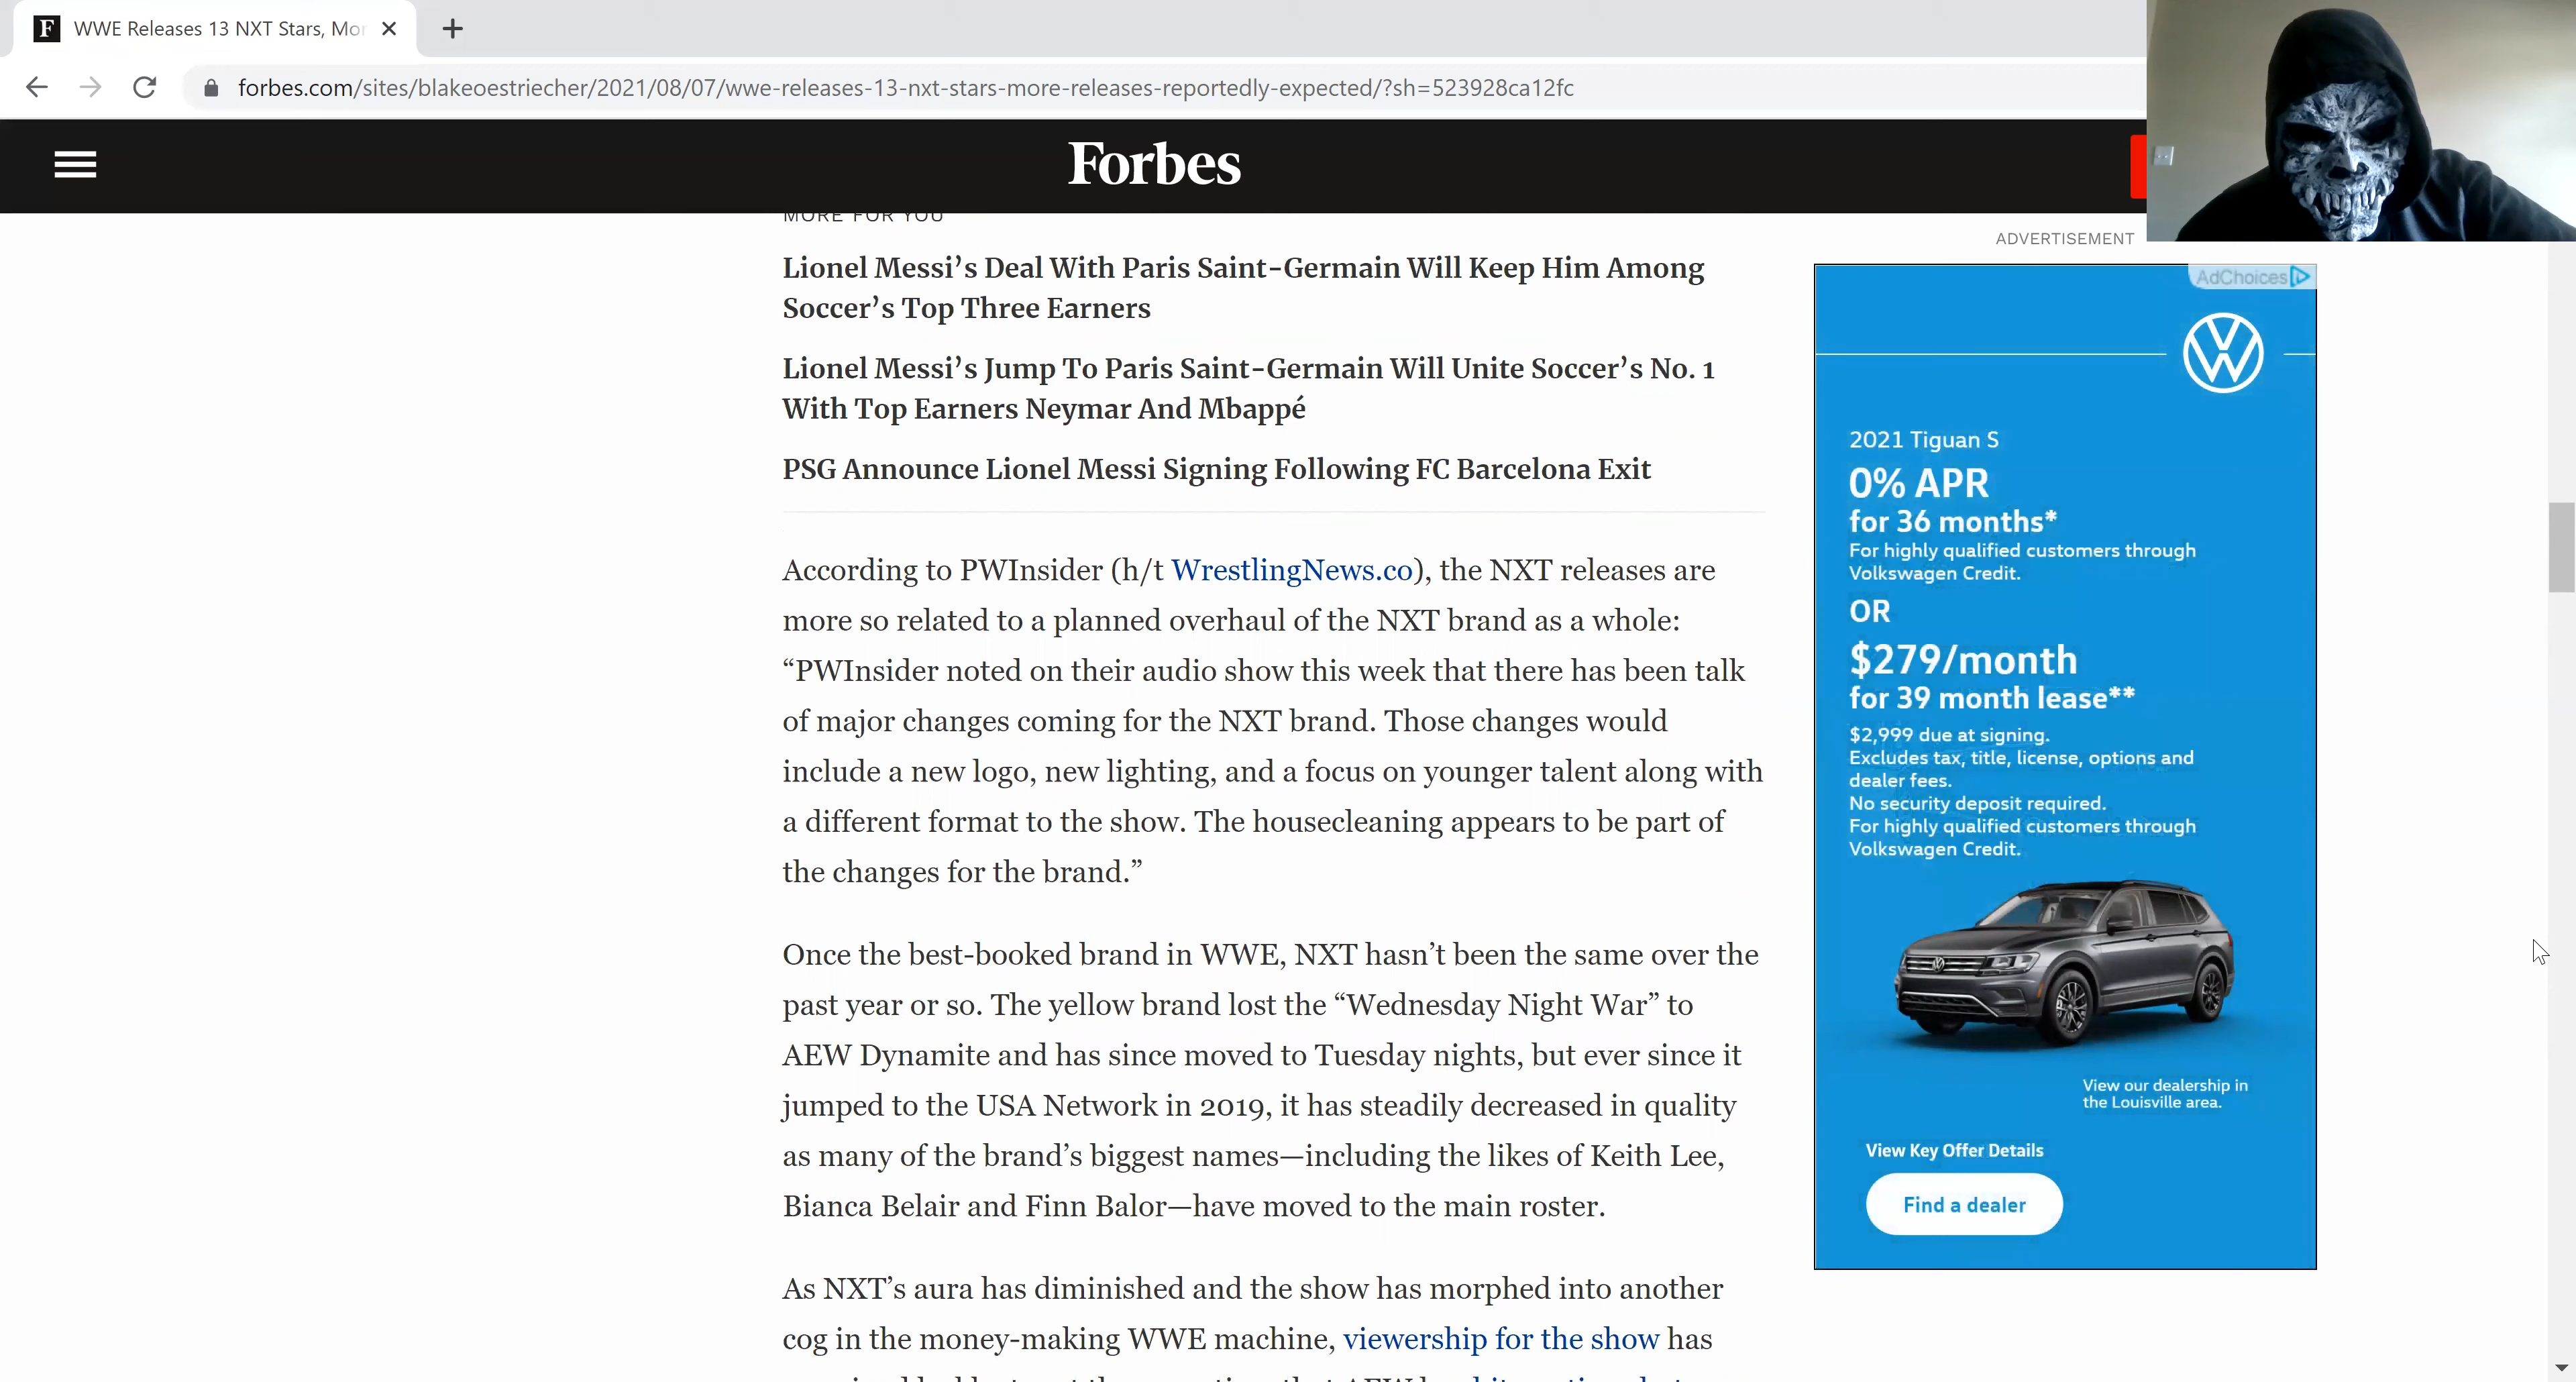 F WWE Releases 13 NXT Stars, Mor
forbes.com/sites/blakeoestriecher/2021/08/07/wwe-releases-13-nxt-stars-more-releases-reportedly-expected/?sh=523928ca12fc
Forbes
MORE FOR YOU
Lionel Messi’s Deal With Paris Saint-Germain Will Keep Him Among
Soccer’s Top Three Earners
Lionel Messi’s Jump To Paris Saint-Germain Will Unite Soccer’s No. 1
With Top Earners Neymar And Mbappé
PSG Announce Lionel Messi Signing Following FC Barcelona Exit
According to PWInsider (h/t WrestlingNews.co), the NXT releases are
more so related to a planned overhaul of the NXT brand as a whole:
“PWInsider noted on their audio show this week that there has been talk
of major changes coming for the NXT brand. Those changes would
include a new logo, new lighting, and a focus on younger talent along with
a different format to the show. The housecleaning appears to be part of
the changes for the brand.”
Once the best-booked brand in WWE, NXT hasn’t been the same over the
past year or so. The yellow brand lost the “Wednesday Night War” to
AEW Dynamite and has since moved to Tuesday nights, but ever since it
jumped to the USA Network in 2019, it has steadily decreased in quality
as many of the brand’s biggest names—including the likes of Keith Lee,
Bianca Belair and Finn Balor—have moved to the main roster.
As NXT’s aura has diminished and the show has morphed into another
cog in the money-making WWE machine, viewership for the show has
ADVERTISEMENT
AdChoices
2021 Tiguan S
0% APR
for 36 months*
For highly qualified customers through
Volkswagen Credit.
OR
$279/month
for 39 month lease**
$2,999 due at signing.
Excludes tax, title, license, options and
dealer fees.
No security deposit required.
For highly qualified customers through
Volkswagen Credit.
View our dealership in
the Louisville area.
View Key Offer Details
Find a dealer